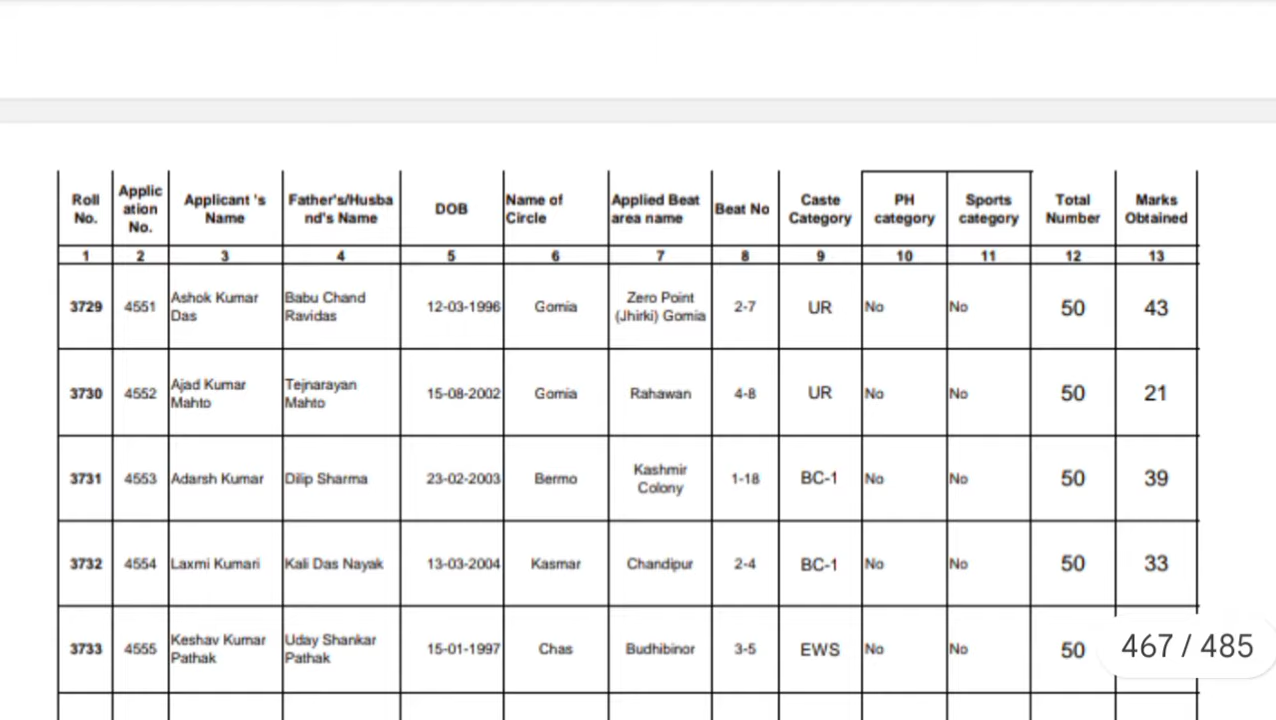 Roll No. | Applic ation No. | Applicant 's Name | Father's/Husba nd's Name | DOB | Name of Circle | Applied Beat area name | Beat No | Caste Category | PH category | Sports category | Total Number | Marks Obtained
1 | 2 | 3 | 4 | 5 | 6 | 7 | 8 | 9 | 10 | 11 | 12 | 13
3729 | 4551 | Ashok Kumar Das | Babu Chand Ravidas | 12-03-1996 | Gomia | Zero Point (Jhirki) Gomia | 2-7 | UR | No | No | 50 | 43
3730 | 4552 | Ajad Kumar Mahto | Tejnarayan Mahto | 15-08-2002 | Gomia | Rahawan | 4-8 | UR | No | No | 50 | 21
3731 | 4553 | Adarsh Kumar | Dilip Sharma | 23-02-2003 | Bermo | Kashmir Colony | 1-18 | BC-1 | No | No | 50 | 39
3732 | 4554 | Laxmi Kumari | Kali Das Nayak | 13-03-2004 | Kasmar | Chandipur | 2-4 | BC-1 | No | No | 50 | 33
3733 | 4555 | Keshav Kumar Pathak | Uday Shankar Pathak | 15-01-1997 | Chas | Budhibinor | 3-5 | EWS | No | No | 50
467 / 485